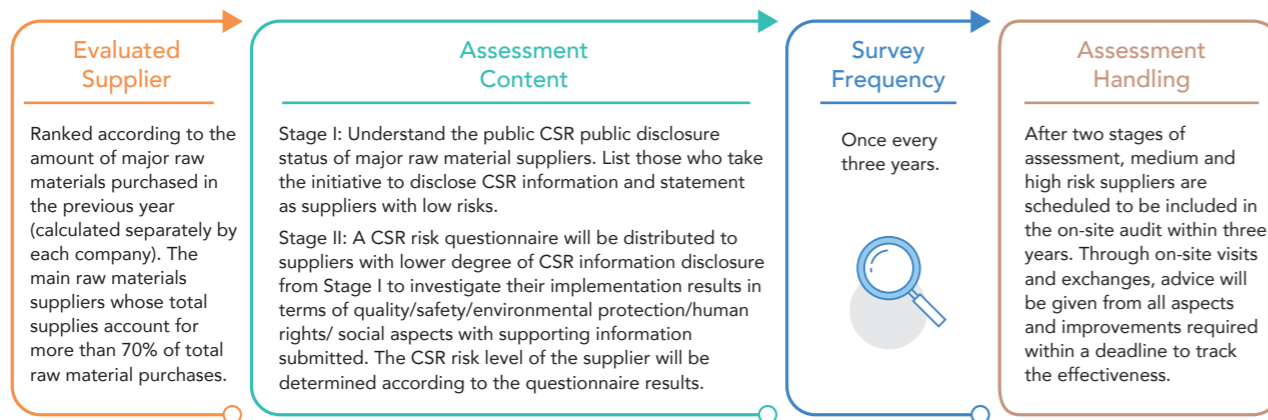 Evaluated
Supplier
Ranked according to the
amount of major raw
materials purchased in
the previous year
(calculated separately by
each company). The
main raw materials
suppliers whose total
supplies account for
more than 70% of total
raw material purchases.
Assessment
Content
Stage I: Understand the public CSR public disclosure
status of major raw material suppliers. List those who take
the initiative to disclose CSR information and statement
as suppliers with low risks.
Stage II: A CSR risk questionnaire will be distributed to
suppliers with lower degree of CSR information disclosure
from Stage I to investigate their implementation results in
terms of quality/safety/environmental protection/human
rights/ social aspects with supporting information
submitted. The CSR risk level of the supplier will be
determined according to the questionnaire results.
Survey
Frequency
Once every
three years.
Assessment
Handling
After two stages of
assessment, medium and
high risk suppliers are
scheduled to be included in
the on-site audit within three
years. Through on-site visits
and exchanges, advice will
be given from all aspects
and improvements required
within a deadline to track
the effectiveness.